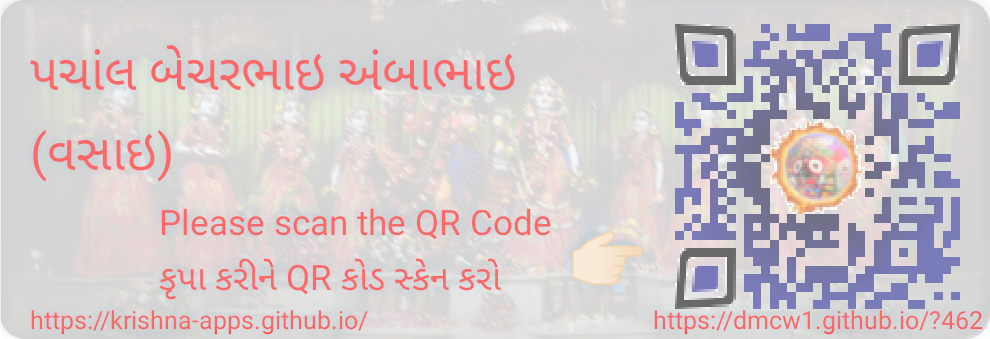 પચાંલ બેચરભાઇ અંબાભાઇ
(વસાઇ)
Please scan the QR Code
કૃપા કરીને QR કોડ સ્કેન કરો
https://krishna-apps.github.io/
https://dmcw1.github.io/?462